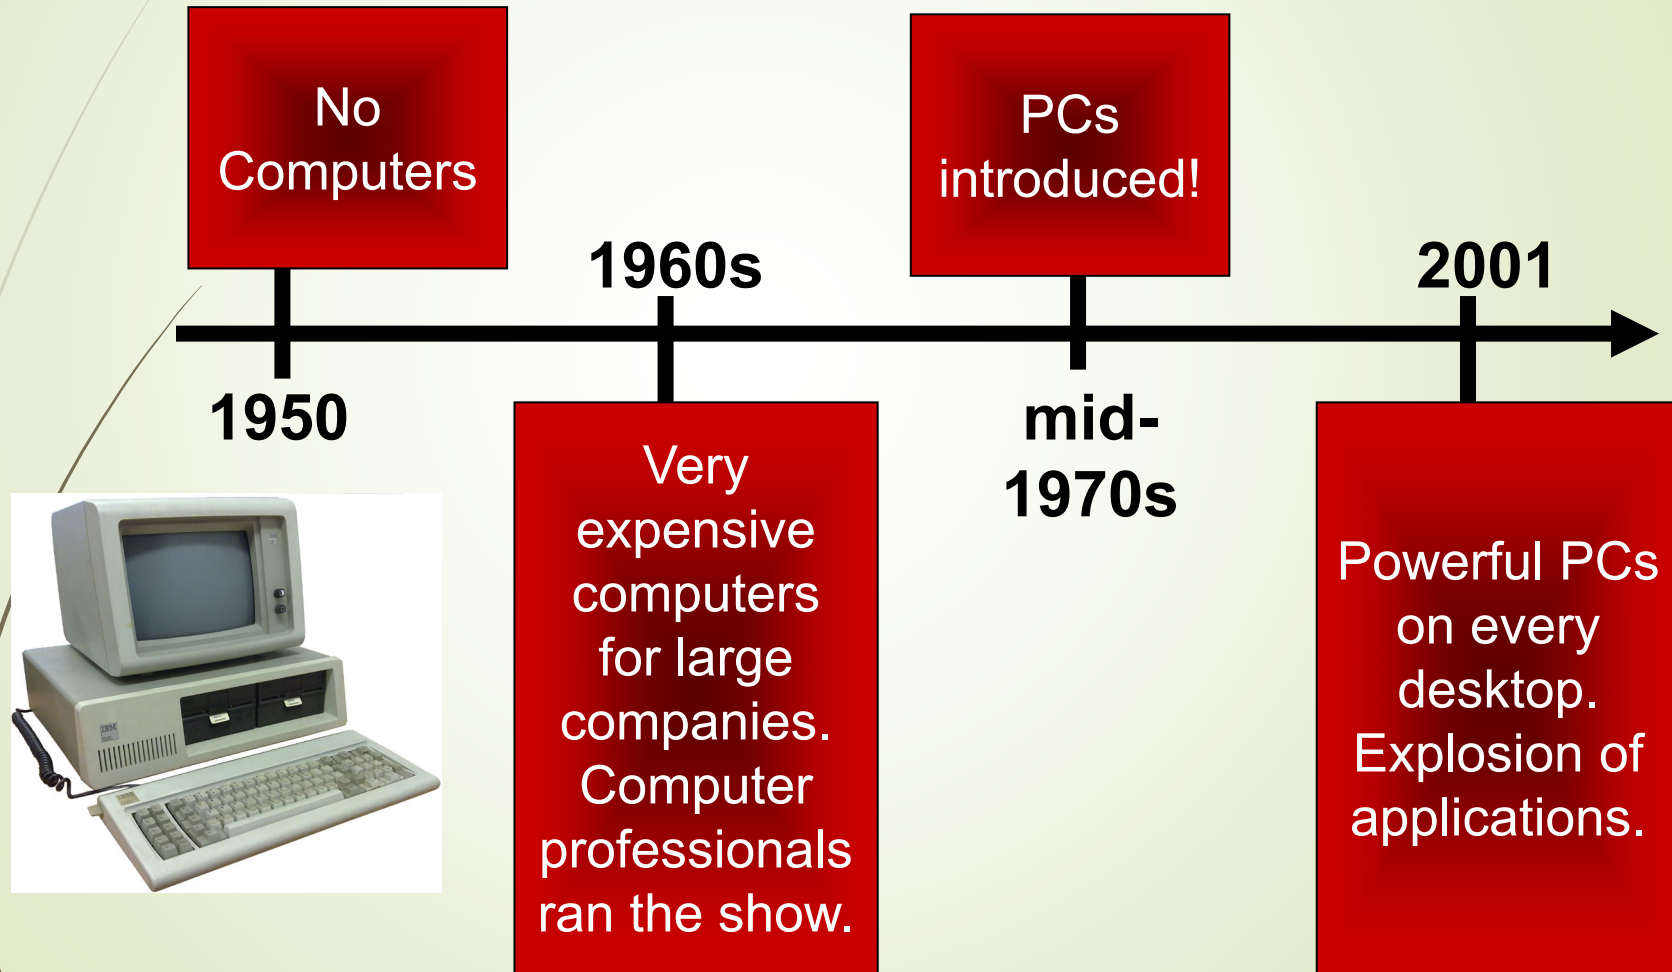 No
Computers
1950
1960s
Very
expensive
computers
for large
companies.
Computer
professionals
ran the show.
PCs
introduced!
mid-
1970s
2001
Powerful PCs
on every
desktop.
Explosion of
applications.
IBM